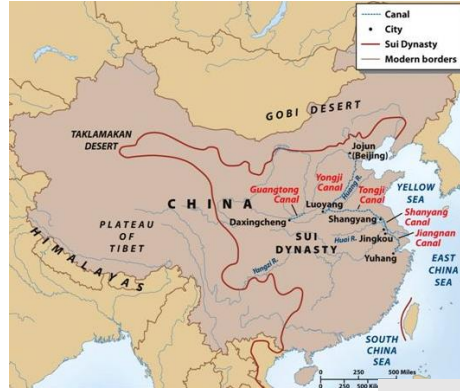 Canal
City
Sui Dynasty
Modern borders
GOBI DESERT
TAKLAMAKAN
DESERT
Jojun
(Beijing)
Yongji
Canal
Huang R.
Guangtong
Canal
Tongji
Canal
YELLOW
SEA
CHINA
Luoyang
Shangyang
Shanyang
Canal
Daxingcheng
PLATEAU
OF
TIBET
SUI
DYNASTY
Huai R.
Jingkou
Jiangnan
Canal
HIMALAYAS
Yangzi R.
Yuhang
EAST
CHINA
SEA
SOUTH
CHINA
SEA
0
250
500 Miles
0
250